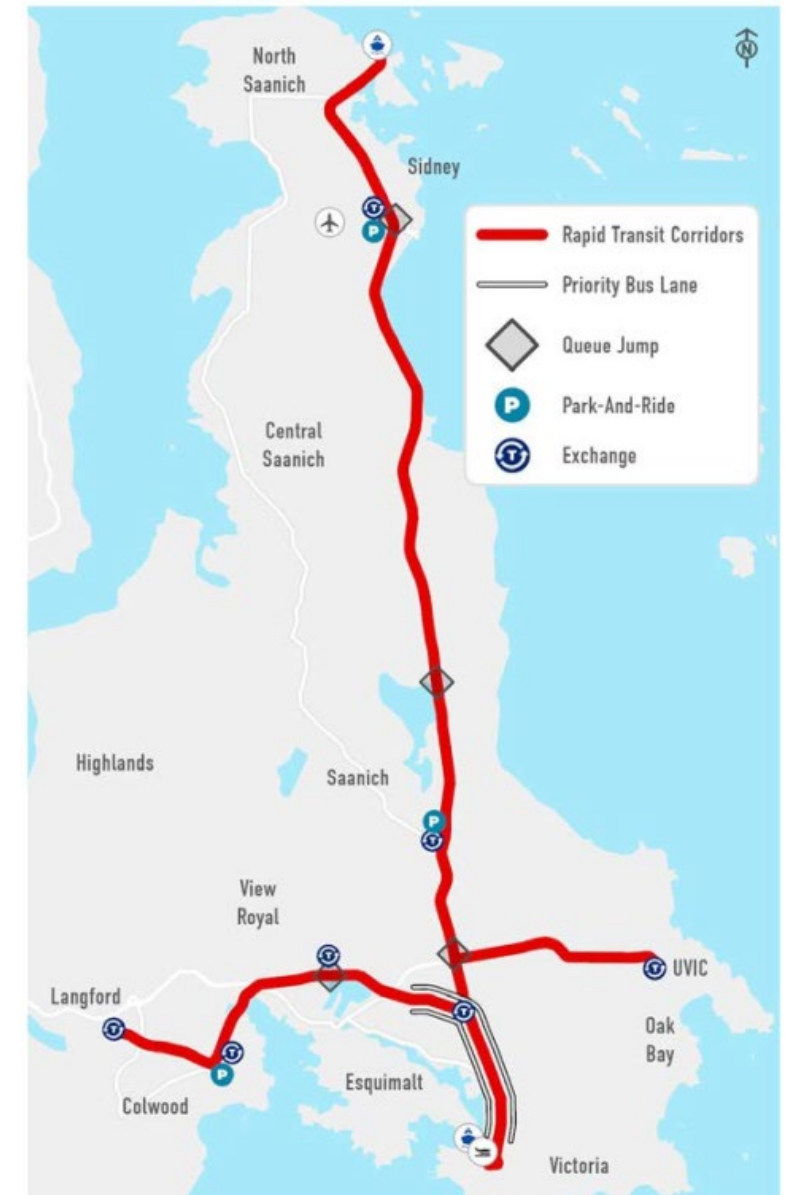 N
North
Saanich
Sidney
T
P
Rapid Transit Corridors
Priority Bus Lane
Queue Jump
P
Park-And-Ride
T
Exchange
Central
Saanich
Highlands
Saanich
P
T
View
Royal
T
Langford
T
UVIC
T
T
T
P
Oak
Bay
Esquimalt
Colwood
Victoria